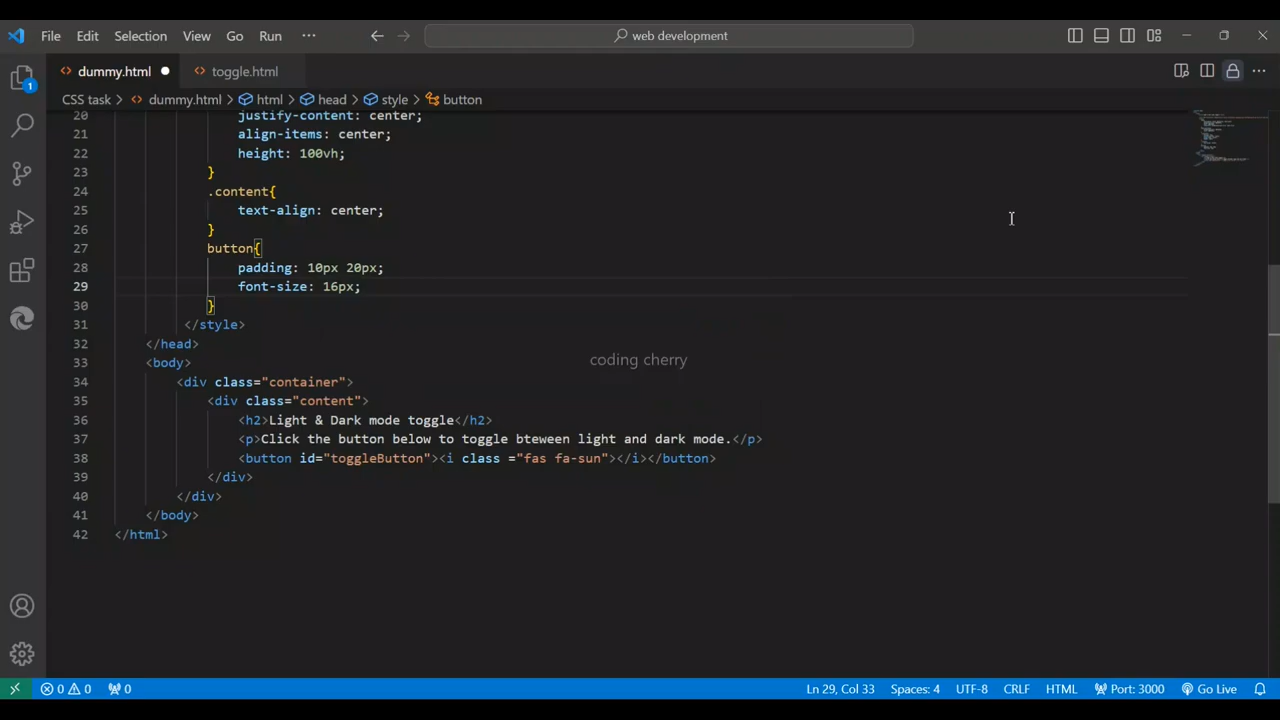 File Edit Selection View Go Run ··· web development
dummy.html toggle.html
CSS task > dummy.html > html > head > style > button
20 justify-content: center;
21 align-items: center;
22 height: 100vh;
23 }
24 .content{
25 text-align: center;
26 }
27 button{
28 padding: 10px 20px;
29 font-size: 16px;
30 }
31 </style>
32 </head>
33 <body>
34 <div class="container">
35 <div class="content">
36 <h2>Light & Dark mode toggle</h2>
37 <p>Click the button below to toggle bteween light and dark mode.</p>
38 <button id="toggleButton"><i class ="fas fa-sun"></i></button>
39 </div>
40 </div>
41 </body>
42 </html>
coding cherry
1
0 0 0 Ln 29, Col 33 Spaces: 4 UTF-8 CRLF HTML Port: 3000 Go Live